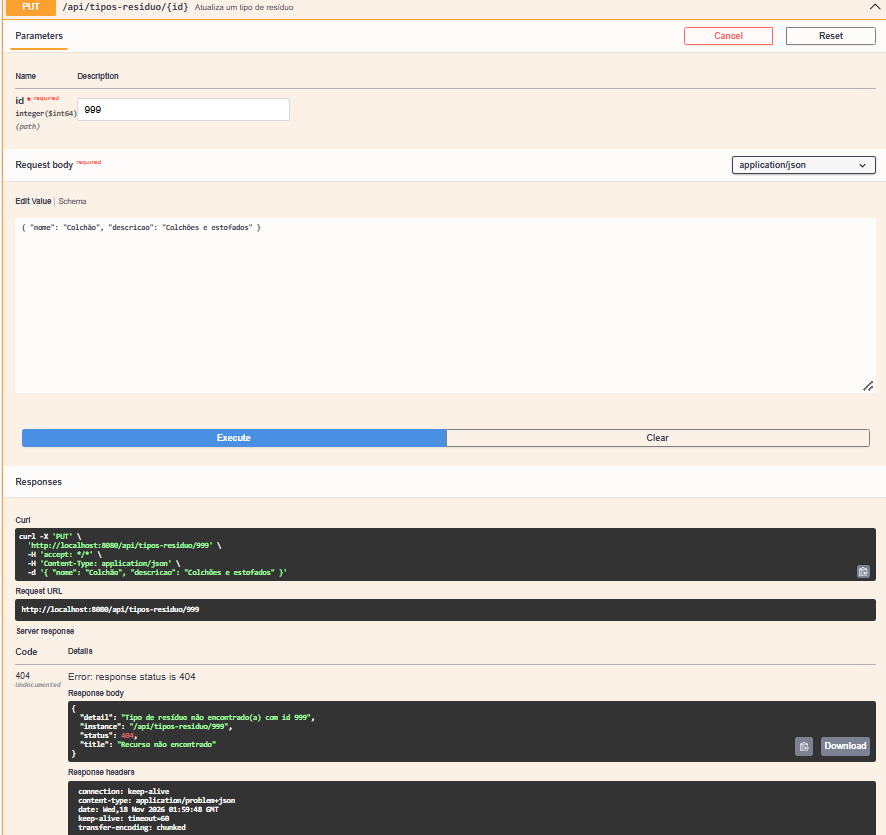 PUT /api/tipos-residuo/{id} Atualiza um tipo de resíduo
Parameters
Cancel
Reset
Name Description
id * required
integer($int64)
(path)
999
Request body required
application/json
Edit Value | Schema
{ "nome": "Colchão", "descricao": "Colchões e estofados" }
Execute
Clear
Responses
Curl
curl -X 'PUT' \
'http://localhost:8080/api/tipos-residuo/999' \
-H 'accept: */*' \
-H 'Content-Type: application/json' \
-d '{ "nome": "Colchão", "descricao": "Colchões e estofados" }'
Request URL
http://localhost:8080/api/tipos-residuo/999
Server response
Code Details
404
Undocumented
Error: response status is 404
Response body
{
"detail": "Tipo de resíduo não encontrado(a) com id 999",
"instance": "/api/tipos-residuo/999",
"status": 404,
"title": "Recurso não encontrado"
}
Download
Response headers
connection: keep-alive
content-type: application/problem+json
date: Wed,18 Nov 2026 01:59:48 GMT
keep-alive: timeout=60
transfer-encoding: chunked